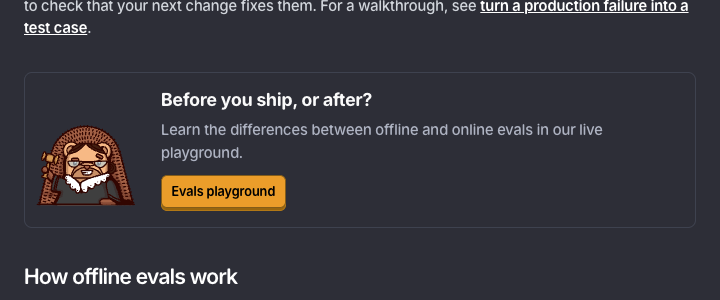 to check that your next change fixes them. For a walkthrough, see turn a production failure into a
test case.
Before you ship, or after?
Learn the differences between offline and online evals in our live
playground.
Evals playground
How offline evals work